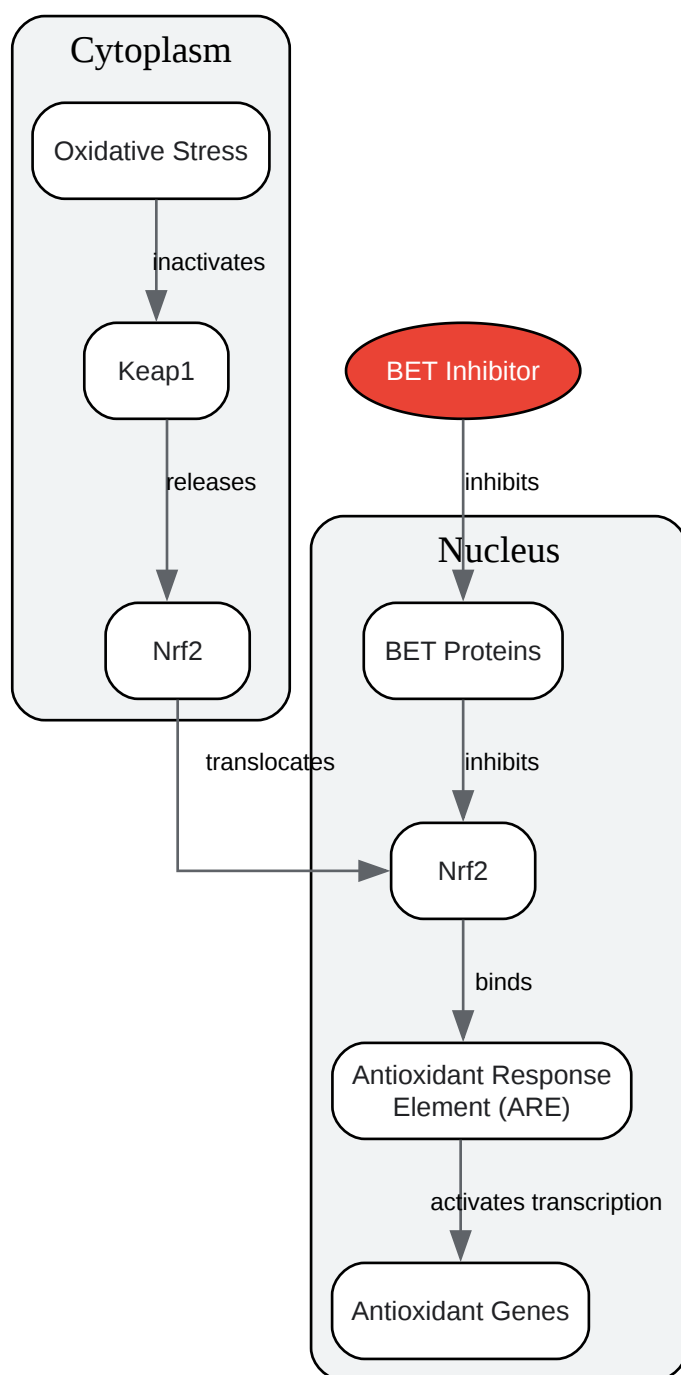 Cytoplasm
Oxidative Stress
inactivates
Keap1
releases
Nrf2
translocates
BET Inhibitor
inhibits
Nucleus
BET Proteins
inhibits
Nrf2
binds
Antioxidant Response
Element (ARE)
activates transcription
Antioxidant Genes